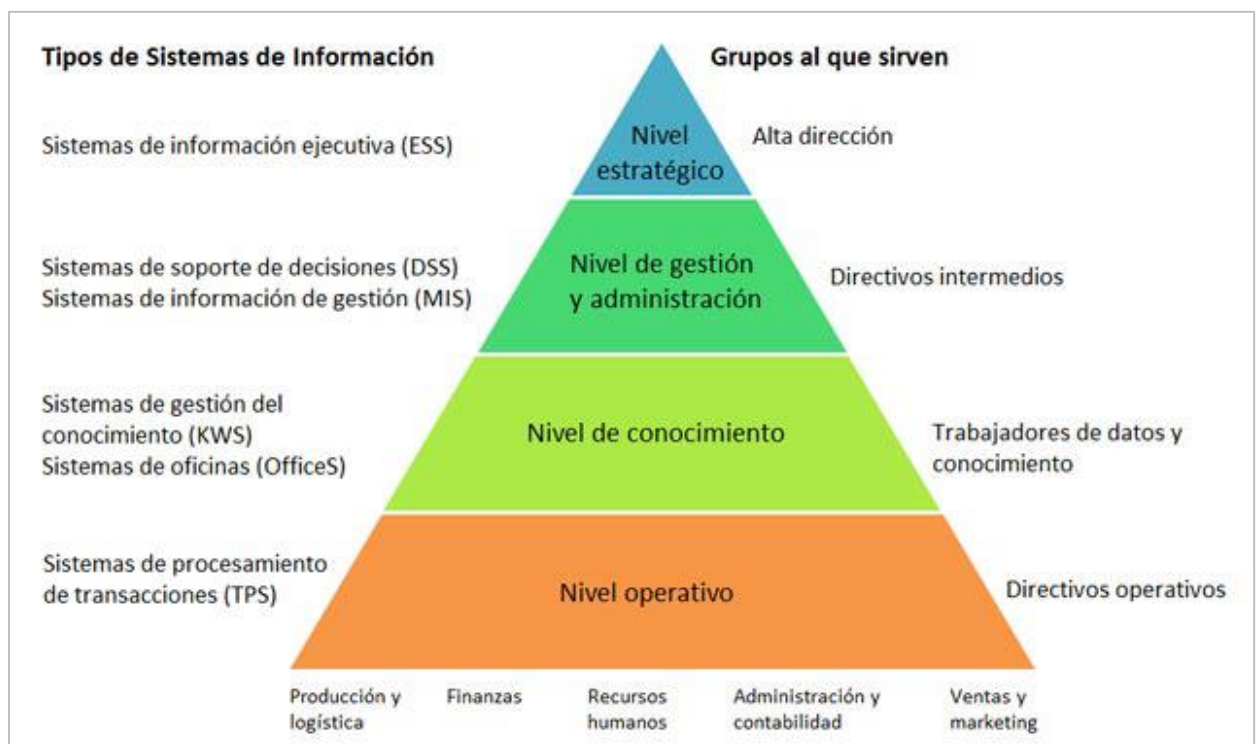 Tipos de Sistemas de Información
Grupos al que sirven
Sistemas de información ejecutiva (ESS)
Nivel
estratégico
Alta dirección
Sistemas de soporte de decisiones (DSS)
Sistemas de información de gestión (MIS)
Nivel de gestión
y administración
Directivos intermedios
Sistemas de gestión del
conocimiento (KWS)
Sistemas de oficinas (OfficeS)
Nivel de conocimiento
Trabajadores de datos y
conocimiento
Sistemas de procesamiento
de transacciones (TPS)
Nivel operativo
Directivos operativos
Producción y
logística
Finanzas
Recursos
humanos
Administración y
contabilidad
Ventas y
marketing